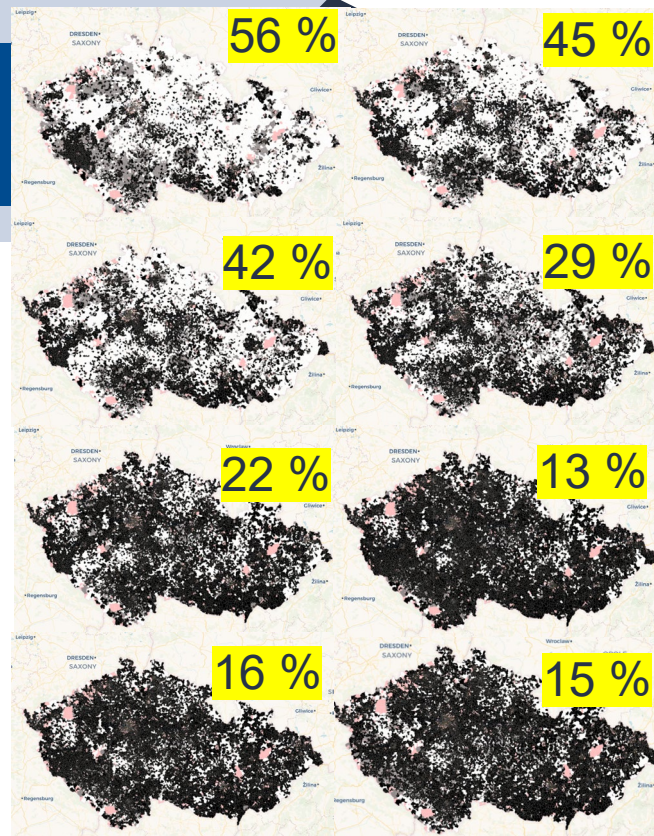 Leipzig•
DRESDEN•
SAXONY
56 %
Gliwice•
Žilina•
•Regensburg
Leipzig•
DRESDEN•
SAXONY
45 %
Gliwice•
Žilina•
•Regensburg
Leipzig•
DRESDEN•
SAXONY
42 %
Gliwice•
Žilina•
•Regensburg
DRESDEN•
SAXONY
29 %
Gliwice•
Žilina•
•Regensburg
Leipzig•
DRESDEN•
SAXONY
Wrocław•
22 %
Gliwice•
Žilina•
•Regensburg
Leipzig•
DRESDEN•
SAXONY
13 %
Gliwice•
Žilina•
•Regensburg
Leipzig•
DRESDEN•
SAXONY
16 %
Gliwice•
•Regensburg
DRESDEN•
SAXONY
Wrocław•
15 %
Gliwice•
Regensburg